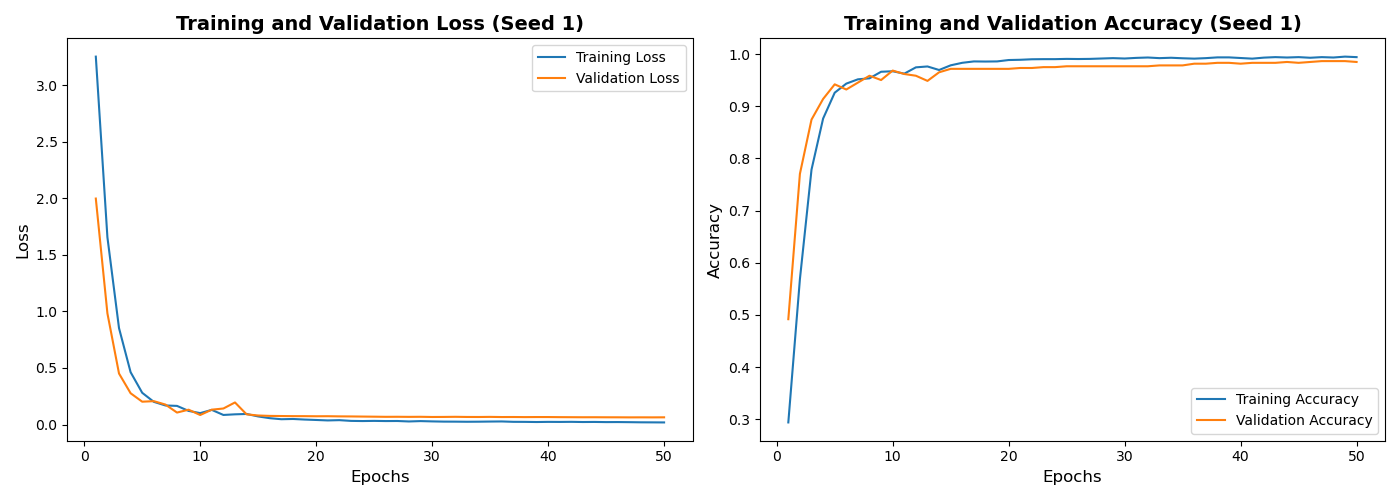 Training and Validation Loss (Seed 1)
Training Loss
Validation Loss
3.0
2.5
2.0
1.5
1.0
0.5
0.0
Loss
0 10 20 30 40 50
Epochs
Training and Validation Accuracy (Seed 1)
1.0
0.9
0.8
0.7
0.6
0.5
0.4
0.3
Accuracy
Training Accuracy
Validation Accuracy
0 10 20 30 40 50
Epochs